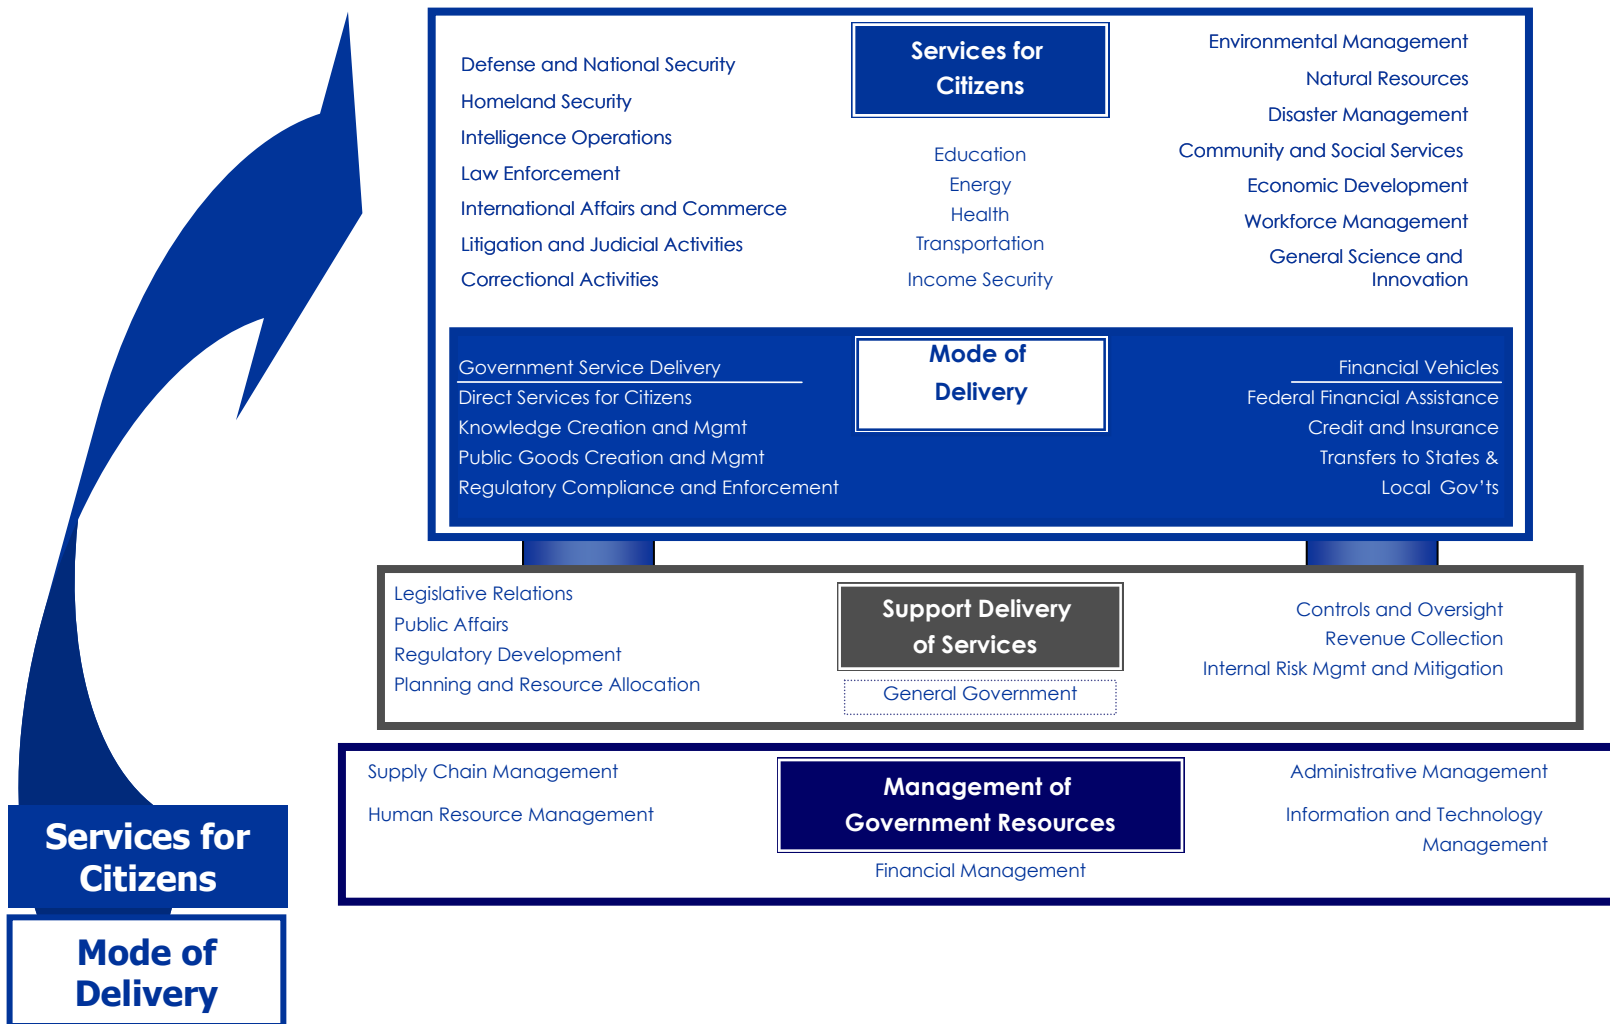 Services for
Citizens
Defense and National Security
Homeland Security
Intelligence Operations
Law Enforcement
International Affairs and Commerce
Litigation and Judicial Activities
Correctional Activities
Education
Energy
Health
Transportation
Income Security
Environmental Management
Natural Resources
Disaster Management
Community and Social Services
Economic Development
Workforce Management
General Science and
Innovation
Mode of
Delivery
Government Service Delivery
Direct Services for Citizens
Knowledge Creation and Mgmt
Public Goods Creation and Mgmt
Regulatory Compliance and Enforcement
Financial Vehicles
Federal Financial Assistance
Credit and Insurance
Transfers to States &
Local Gov'ts
Support Delivery
of Services
Legislative Relations
Public Affairs
Regulatory Development
Planning and Resource Allocation
General Government
Controls and Oversight
Revenue Collection
Internal Risk Mgmt and Mitigation
Management of
Government Resources
Supply Chain Management
Human Resource Management
Financial Management
Administrative Management
Information and Technology
Management
Services for
Citizens
Mode of
Delivery